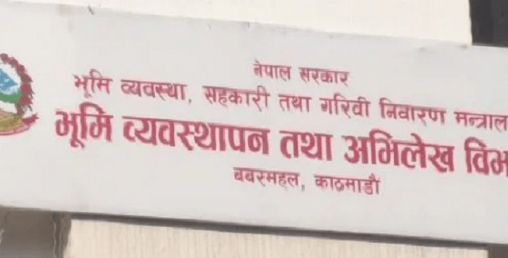 नेपाल सरकार
भूमि व्यवस्था, सहकारी तथा गरिवी निवारण मन्त्राल
भूमि व्यवस्थापन तथा अभिलेख विभ
बबरमहल, काठमाडौं